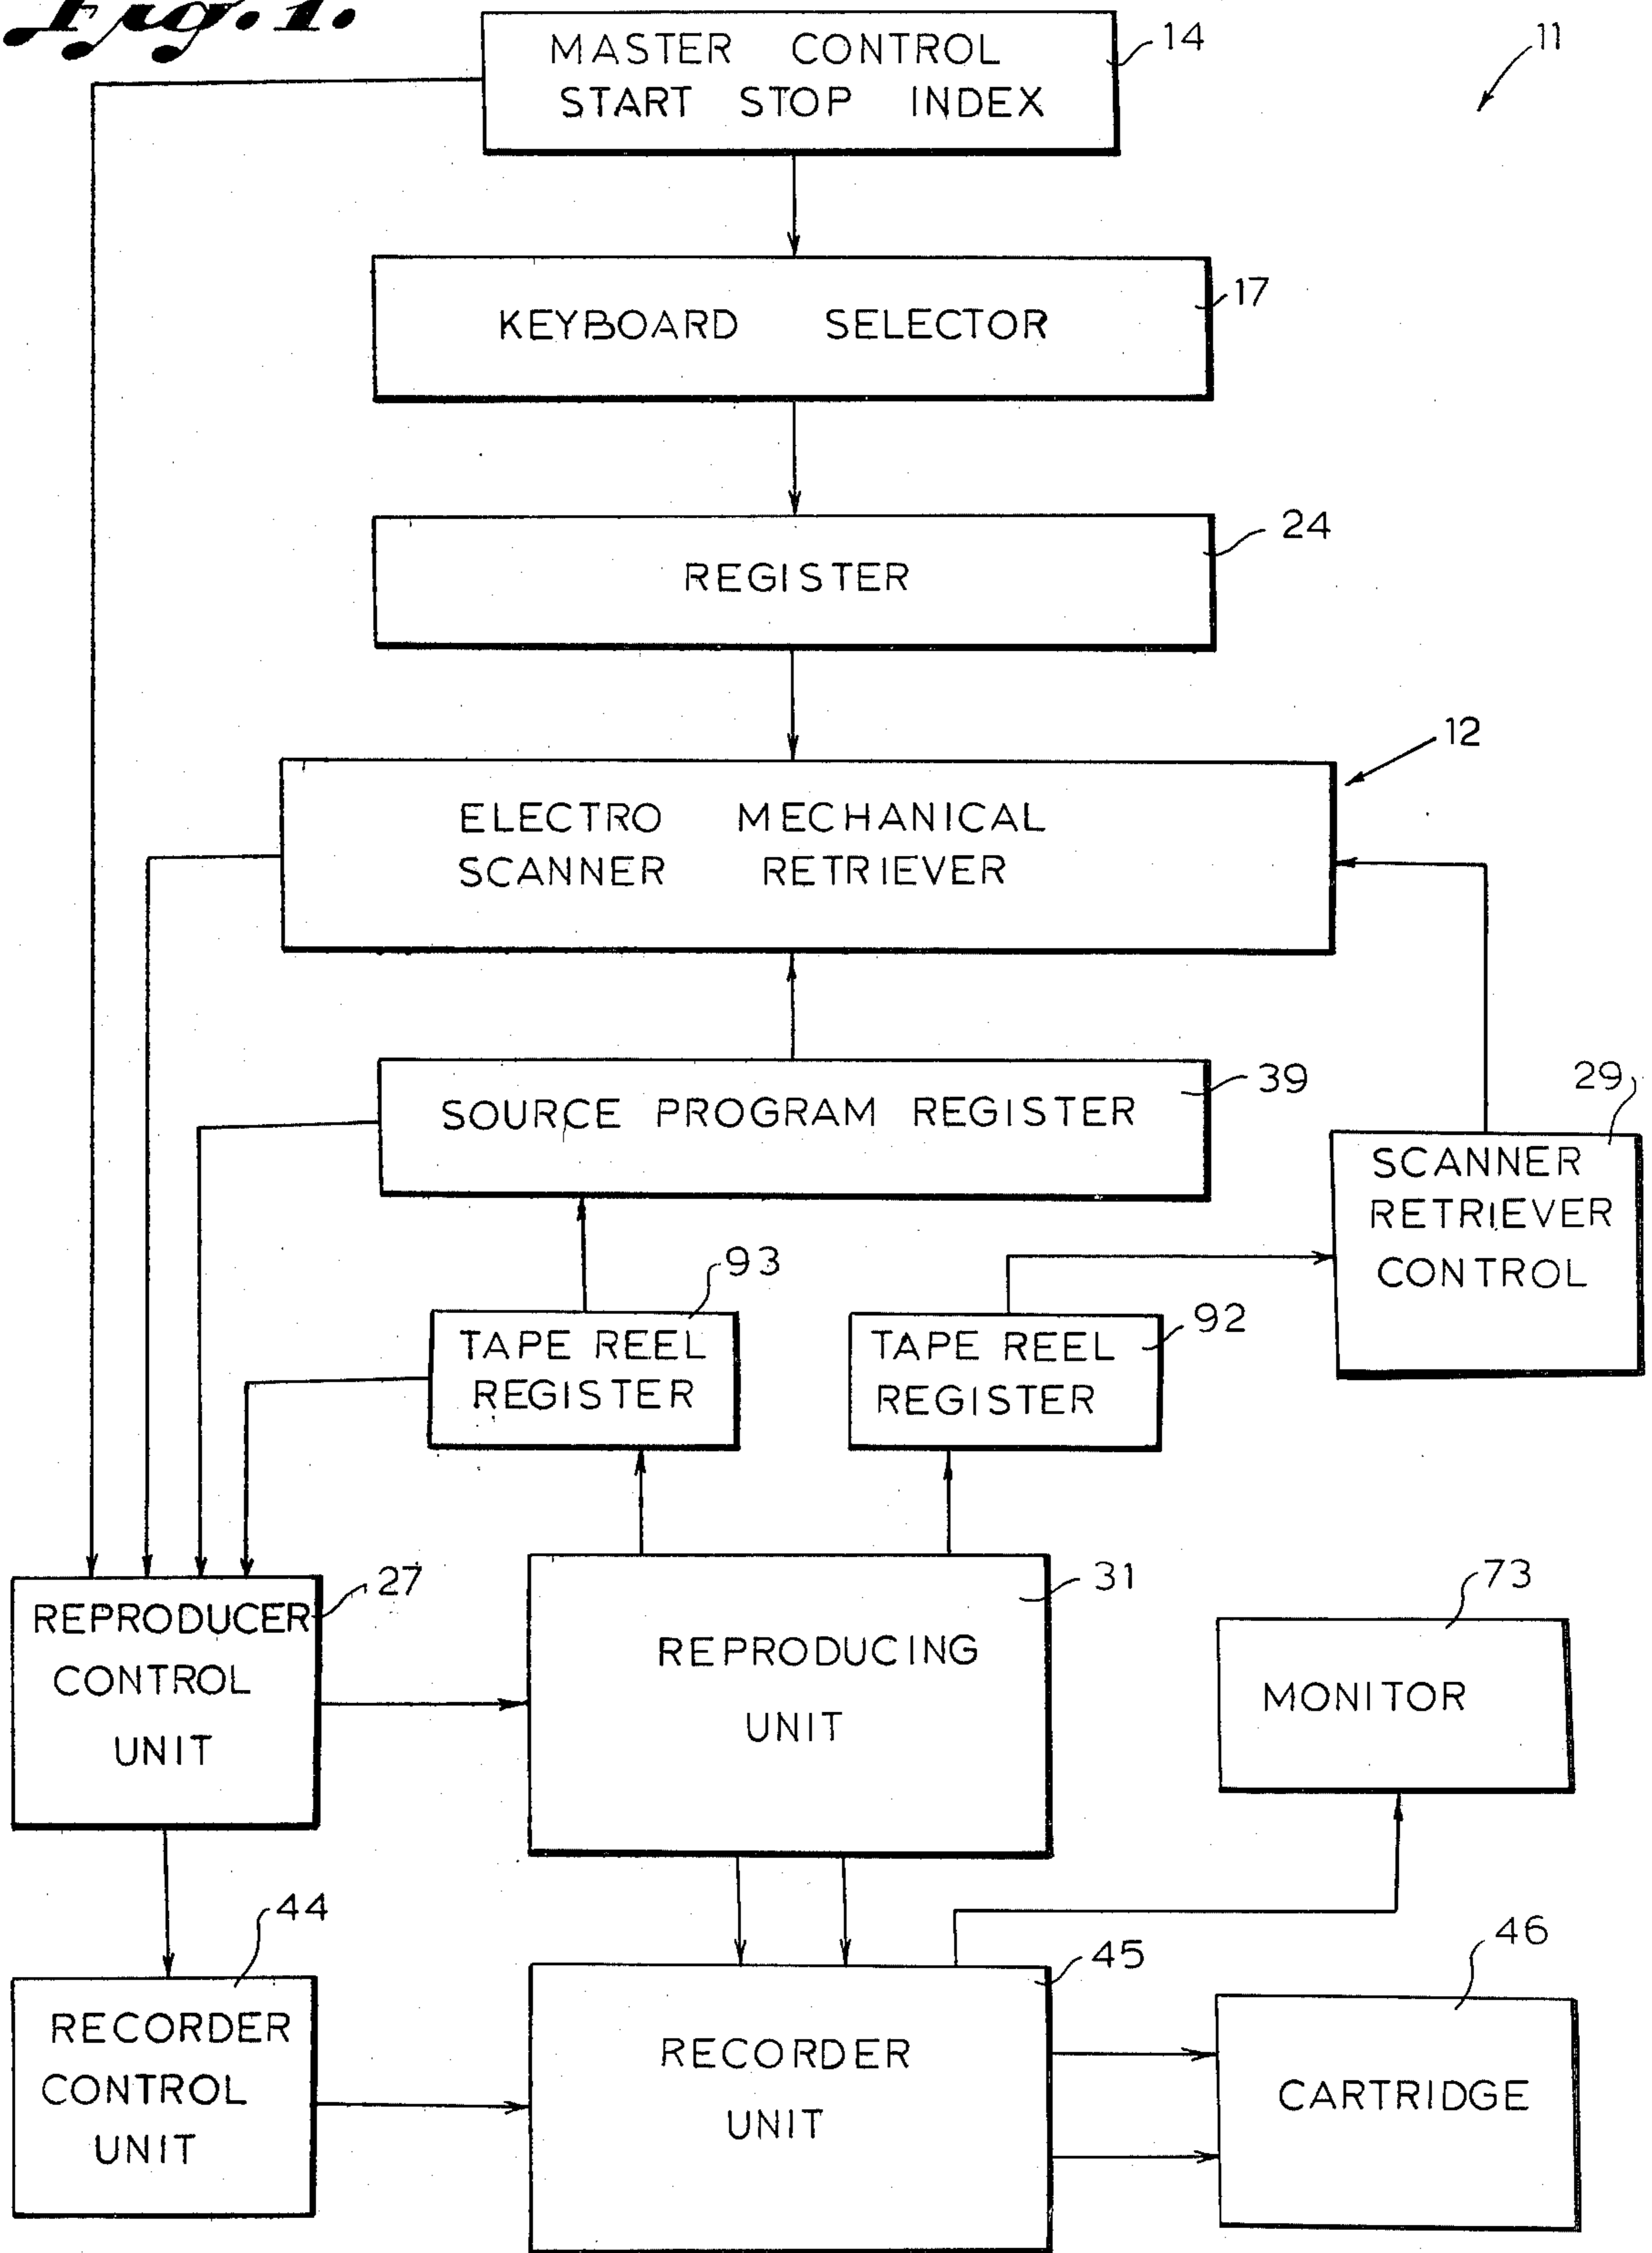 Fig. 1.
MASTER CONTROL
START STOP INDEX
14
11
KEYBOARD SELECTOR
17
REGISTER
24
12
ELECTRO MECHANICAL
SCANNER RETRIEVER
SOURCE PROGRAM REGISTER
39
29
SCANNER
RETRIEVER
CONTROL
93
TAPE REEL
REGISTER
92
TAPE REEL
REGISTER
27
REPRODUCER
CONTROL
UNIT
31
REPRODUCING
UNIT
73
MONITOR
44
RECORDER
CONTROL
UNIT
45
RECORDER
UNIT
46
CARTRIDGE